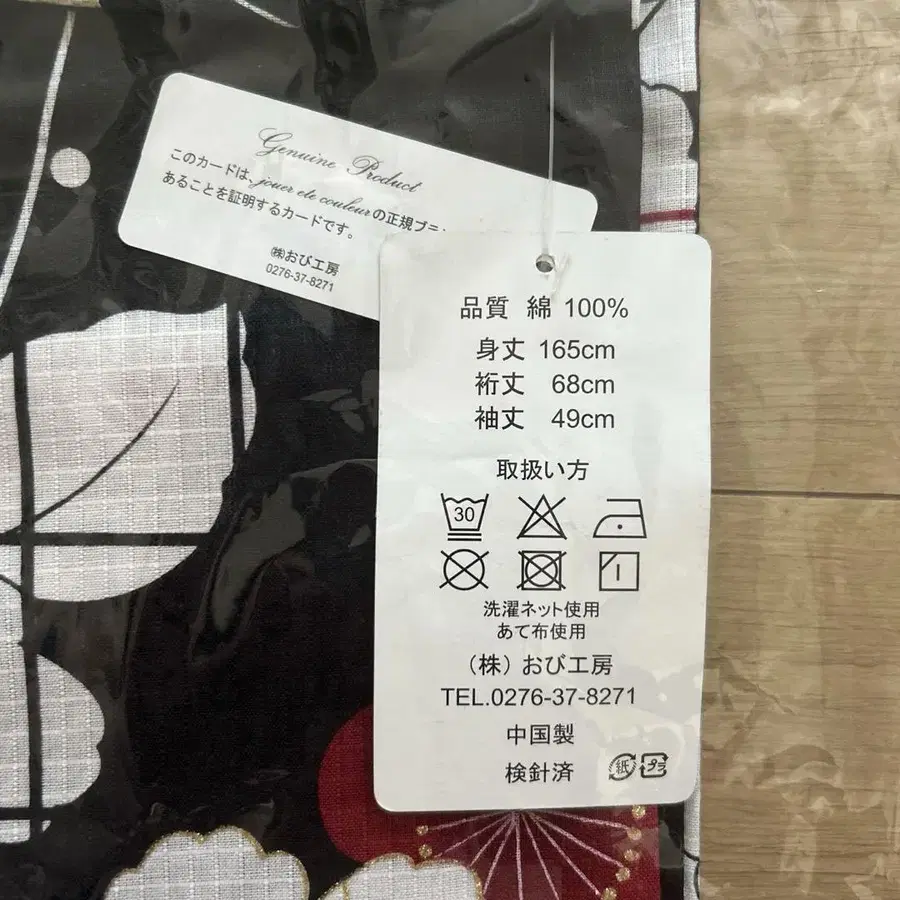 Genuine Product
このカードは、jouer ete couleurの正規ブラ
あることを証明するカードです。
㈱おび工房
0276-37-8271
品質 綿 100%
身丈 165cm
裄丈 68cm
袖丈 49cm
取扱い方
30
洗濯ネット使用
あて布使用
（株）おび工房
TEL.0276-37-8271
中国製
検針済 紙 プラ